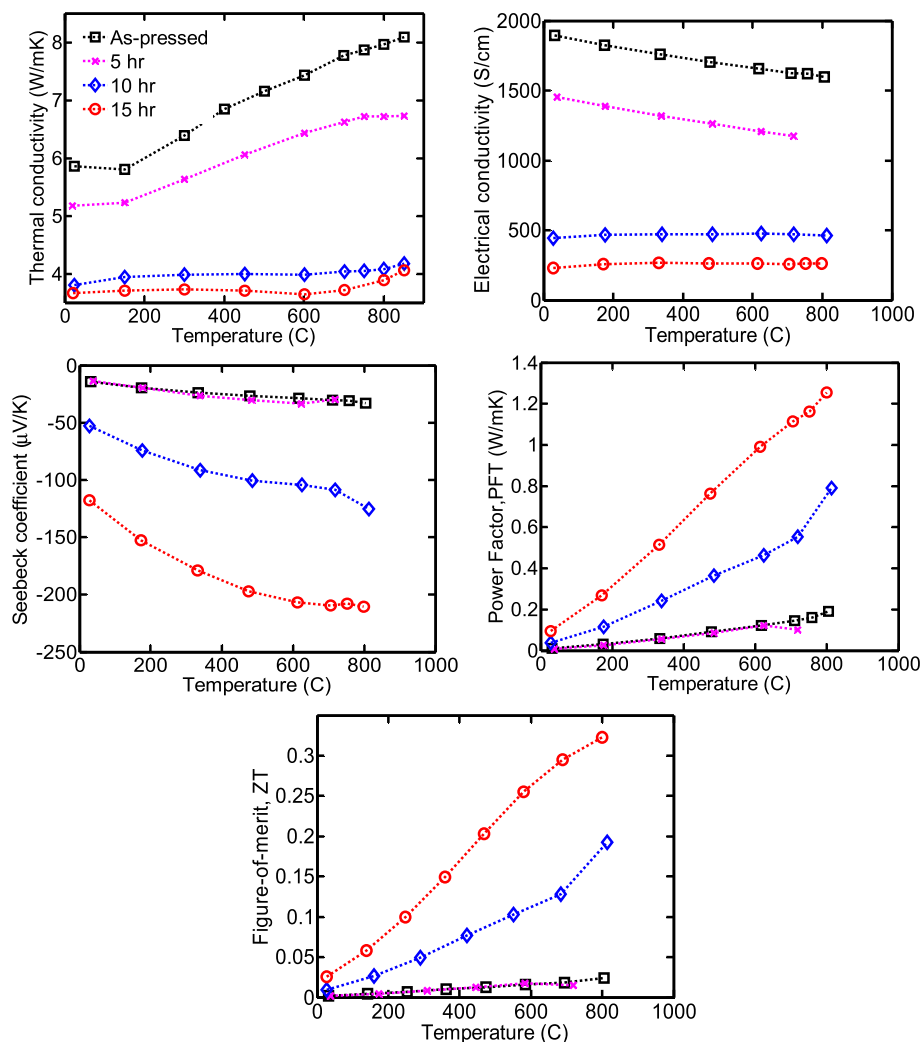 Thermal conductivity (W/mK)
8
7
6
5
4
As-pressed
5 hr
10 hr
15 hr
0 200 400 600 800
Temperature (C)
Electrical conductivity (S/cm)
2000
1500
1000
500
0
0 200 400 600 800 1000
Temperature (C)
Seebeck coefficient (μV/K)
0
-50
-100
-150
-200
-250
0 200 400 600 800 1000
Temperature (C)
Power Factor,PFT (W/mK)
1.4
1.2
1
0.8
0.6
0.4
0.2
0
0 200 400 600 800 1000
Temperature (C)
Figure-of-merit, ZT
0.3
0.25
0.2
0.15
0.1
0.05
0
0 200 400 600 800 1000
Temperature (C)